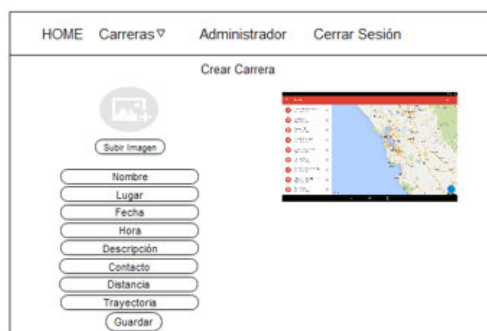 HOME Carreras Administrador Cerrar Sesión
Crear Carrera
Subir Imagen
Nombre
Lugar
Fecha
Hora
Descripción
Contacto
Distancia
Trayectoria
Guardar